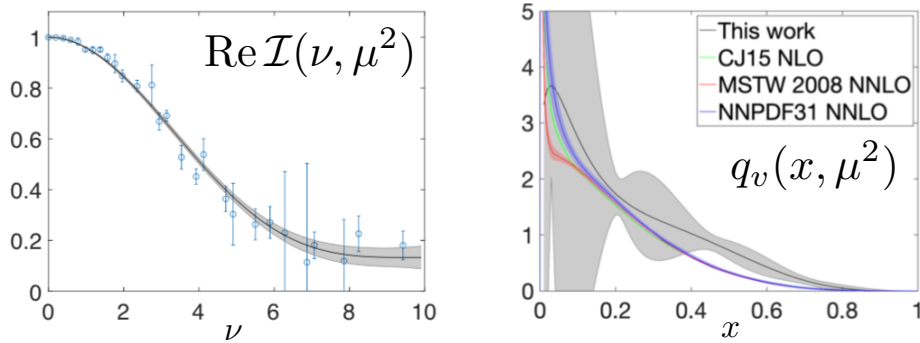 Re I(ν, μ²)
1
0.8
0.6
0.4
0.2
0
0 2 4 6 8 10
ν
5
4
3
2
1
0
This work
CJ15 NLO
MSTW 2008 NNLO
NNPDF31 NNLO
q_v(x, μ²)
0 0.2 0.4 0.6 0.8 1
x